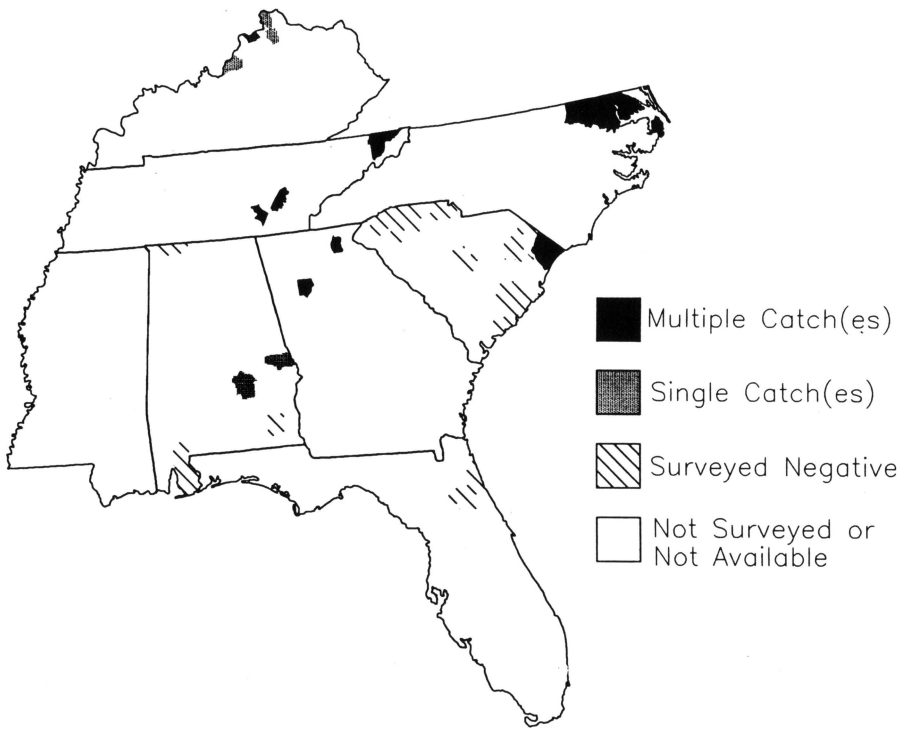 Multiple Catch(es)
Single Catch(es)
Surveyed Negative
Not Surveyed or
Not Available